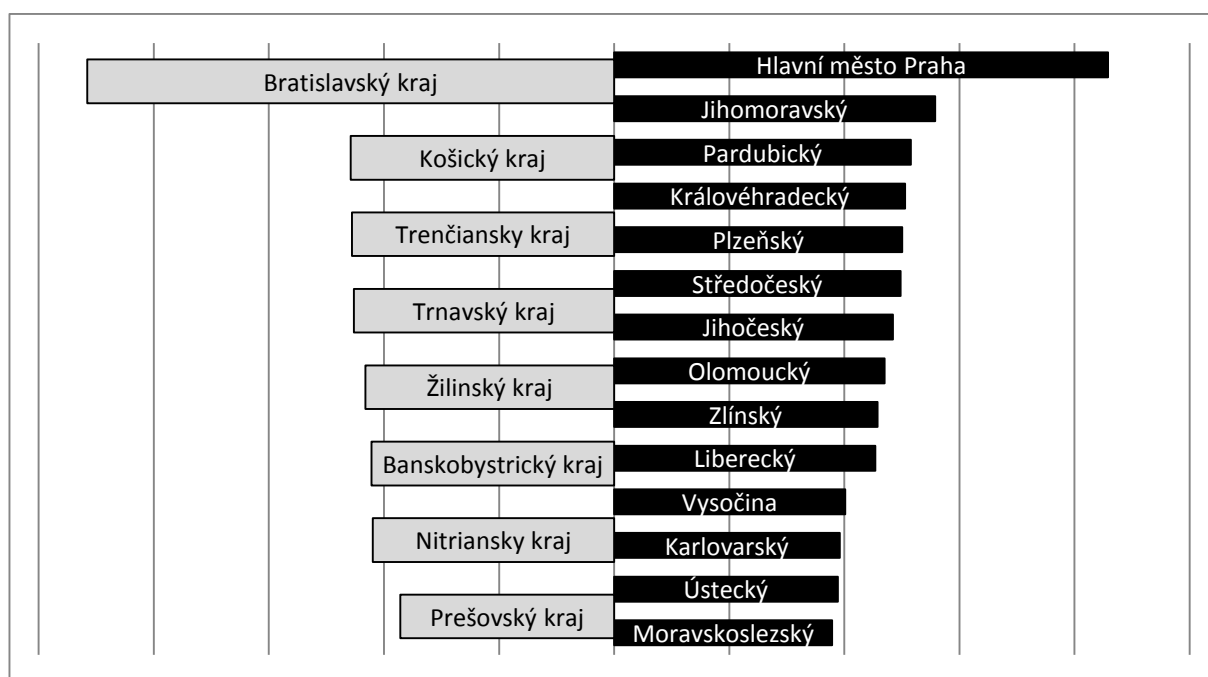 Bratislavský kraj
Košický kraj
Trenčiansky kraj
Trnavský kraj
Žilinský kraj
Banskobystrický kraj
Nitriansky kraj
Prešovský kraj
Hlavní město Praha
Jihomoravský
Pardubický
Královéhradecký
Plzeňský
Středočeský
Jihočeský
Olomoucký
Zlínský
Liberecký
Vysočina
Karlovarský
Ústecký
Moravskoslezský